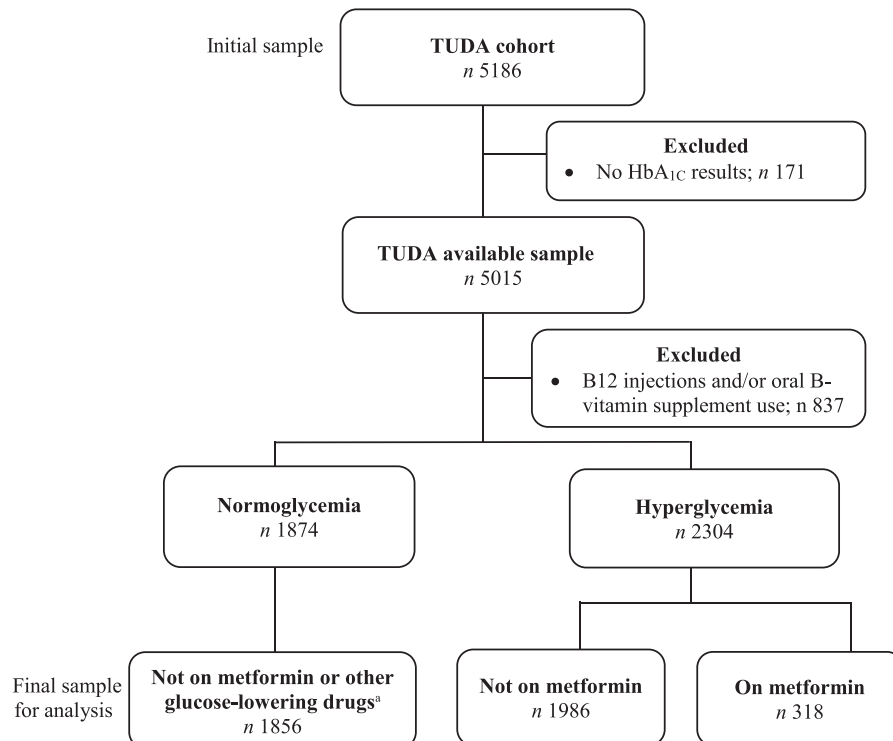 Initial sample
TUDA cohort
n 5186
Excluded
• No HbA1C results; n 171
TUDA available sample
n 5015
Excluded
• B12 injections and/or oral B-
vitamin supplement use; n 837
Normoglycemia
n 1874
Hyperglycemia
n 2304
Final sample
for analysis
Not on metformin or other
glucose-lowering drugsᵃ
n 1856
Not on metformin
n 1986
On metformin
n 318